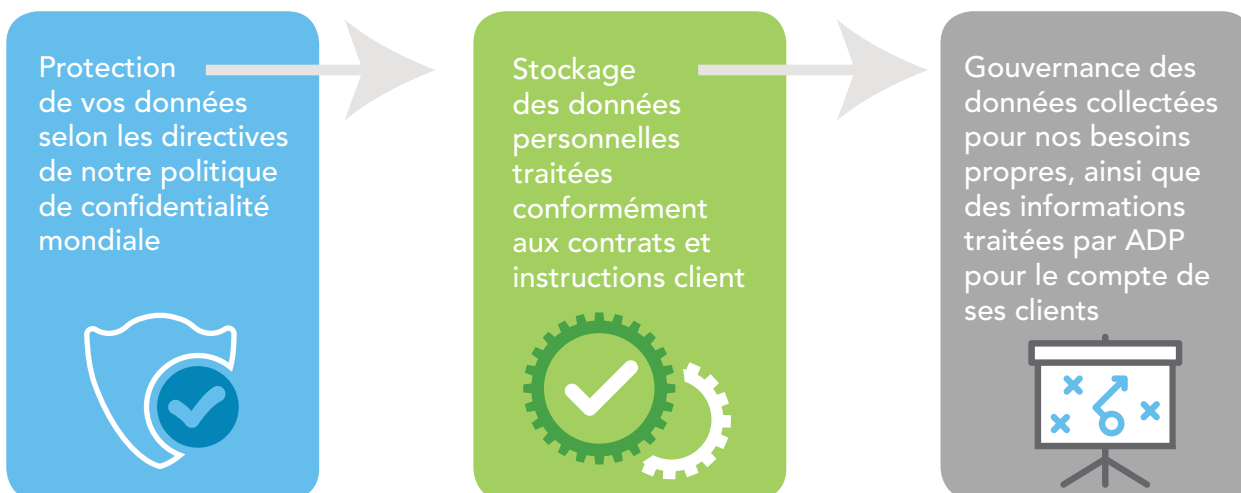 Protection
de vos données
selon les directives
de notre politique
de confidentialité
mondiale
Stockage
des données
personnelles
traitées
conformément
aux contrats et
instructions client
Gouvernance des
données collectées
pour nos besoins
propres, ainsi que
des informations
traitées par ADP
pour le compte de
ses clients